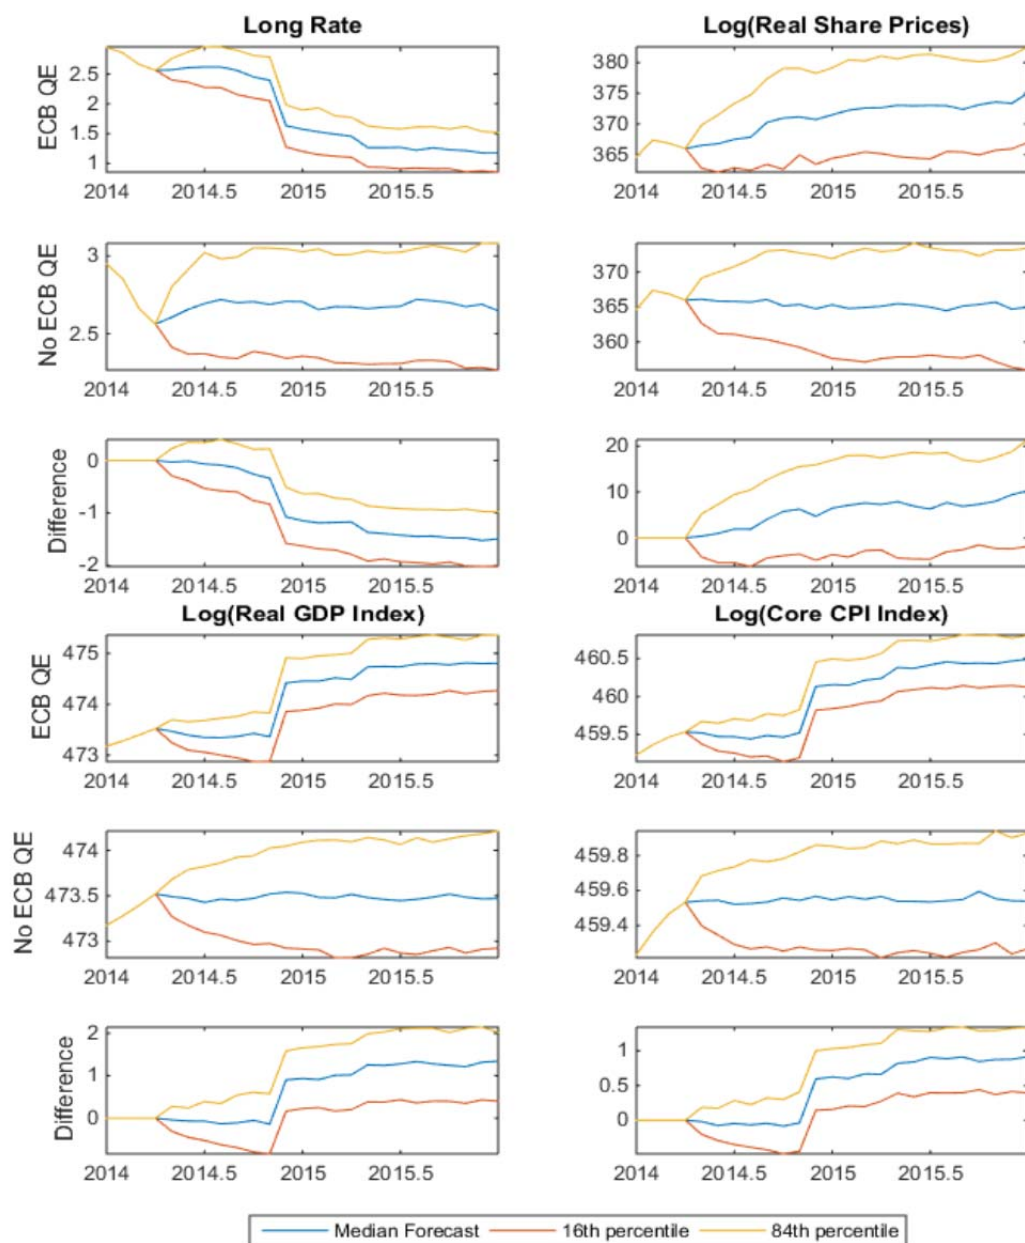 Long Rate
ECB QE
2.5
2
1.5
1
2014 2014.5 2015 2015.5
Log(Real Share Prices)
380
375
370
365
2014 2014.5 2015 2015.5
No ECB QE
3
2.5
2014 2014.5 2015 2015.5
370
365
360
2014 2014.5 2015 2015.5
Difference
0
-1
-2
2014 2014.5 2015 2015.5
20
10
0
2014 2014.5 2015 2015.5
Log(Real GDP Index)
ECB QE
475
474
473
2014 2014.5 2015 2015.5
Log(Core CPI Index)
460.5
460
459.5
2014 2014.5 2015 2015.5
No ECB QE
474
473.5
473
2014 2014.5 2015 2015.5
459.8
459.6
459.4
2014 2014.5 2015 2015.5
Difference
2
1
0
2014 2014.5 2015 2015.5
1
0.5
0
2014 2014.5 2015 2015.5
Median Forecast 16th percentile 84th percentile